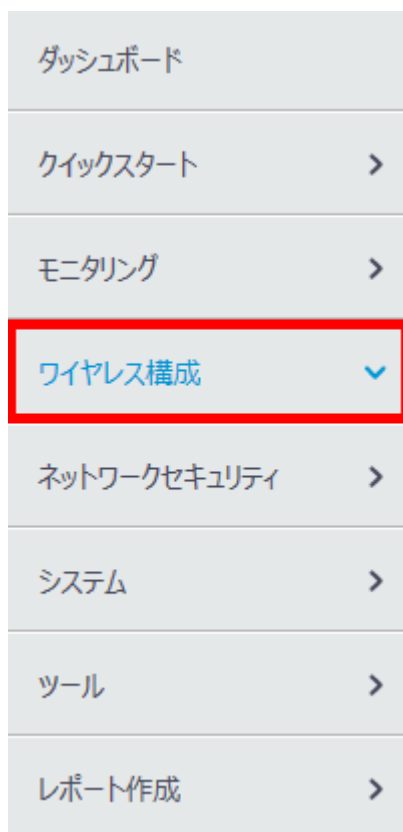 ダッシュボード
クイックスタート
モニタリング
ワイヤレス構成
ネットワークセキュリティ
システム
ツール
レポート作成